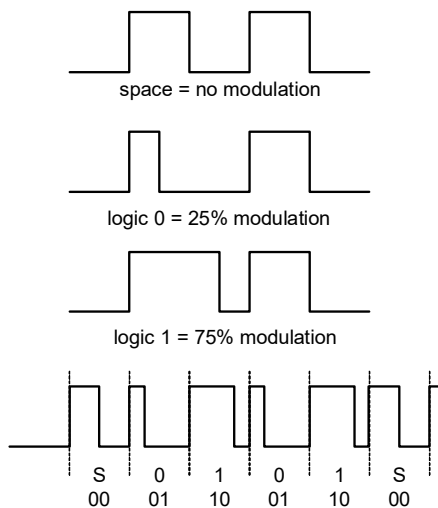 space = no modulation
logic 0 = 25% modulation
logic 1 = 75% modulation
S 0 1 0 1 S
00 01 10 01 10 00